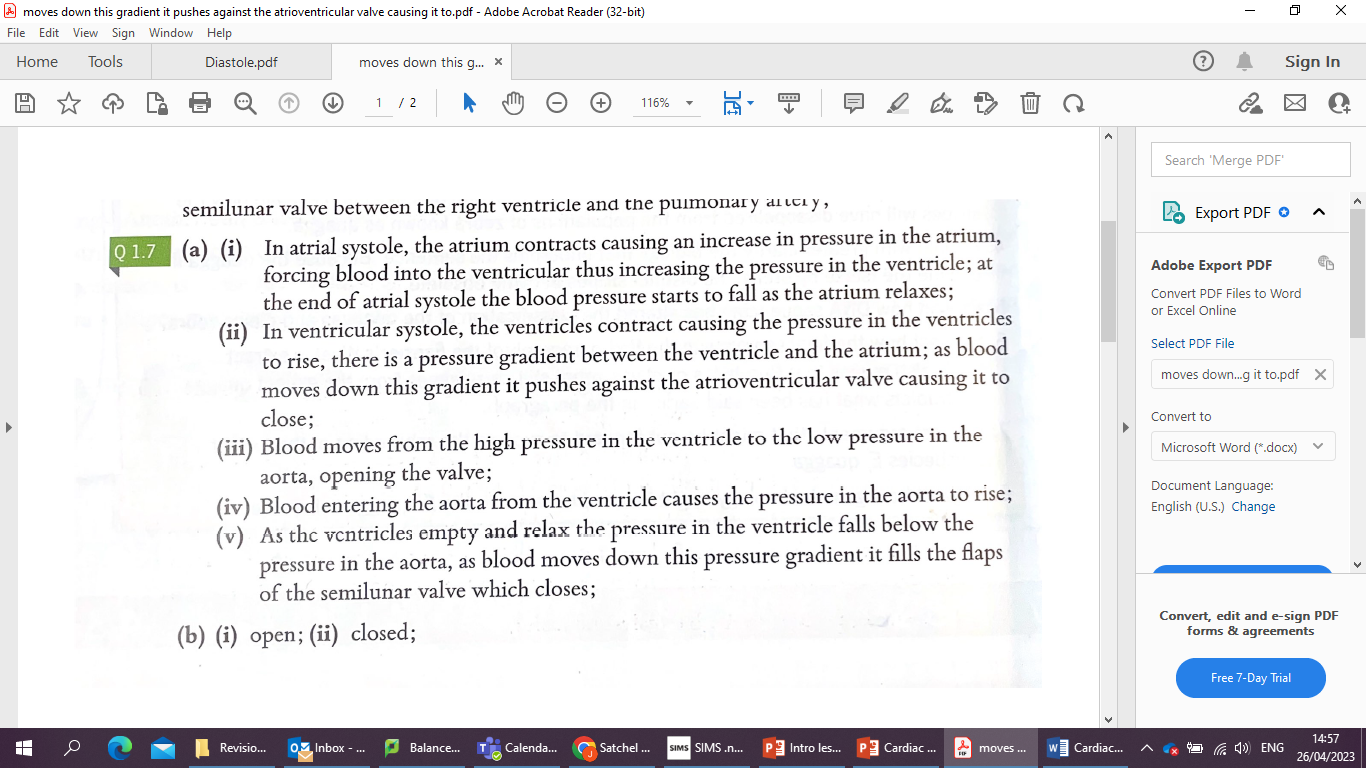 moves down this gradient it pushes against the atrioventricular valve causing it to.pdf - Adobe Acrobat Reader (32-bit)
File Edit View Sign Window Help
Home Tools Diastole.pdf moves down this g... ×
1 / 2 116%
Sign In
semilunar valve between the right ventricle and the pulmonary artery;
Q 1.7 (a) (i) In atrial systole, the atrium contracts causing an increase in pressure in the atrium,
forcing blood into the ventricular thus increasing the pressure in the ventricle; at
the end of atrial systole the blood pressure starts to fall as the atrium relaxes;
(ii) In ventricular systole, the ventricles contract causing the pressure in the ventricles
to rise, there is a pressure gradient between the ventricle and the atrium; as blood
moves down this gradient it pushes against the atrioventricular valve causing it to
close;
(iii) Blood moves from the high pressure in the ventricle to the low pressure in the
aorta, opening the valve;
(iv) Blood entering the aorta from the ventricle causes the pressure in the aorta to rise;
(v) As the ventricles empty and relax the pressure in the ventricle falls below the
pressure in the aorta, as blood moves down this pressure gradient it fills the flaps
of the semilunar valve which closes;
(b) (i) open; (ii) closed;
Search 'Merge PDF'
Export PDF
Adobe Export PDF
Convert PDF Files to Word
or Excel Online
Select PDF File
moves down...g it to.pdf
Convert to
Microsoft Word (*.docx)
Document Language:
English (U.S.) Change
Convert, edit and e-sign PDF
forms & agreements
Free 7-Day Trial
Revisio... Inbox - ... Balance... Calenda... Satchel ... SIMS .n... Intro les... Cardiac ... moves ... Cardiac... ENG
14:57
26/04/2023